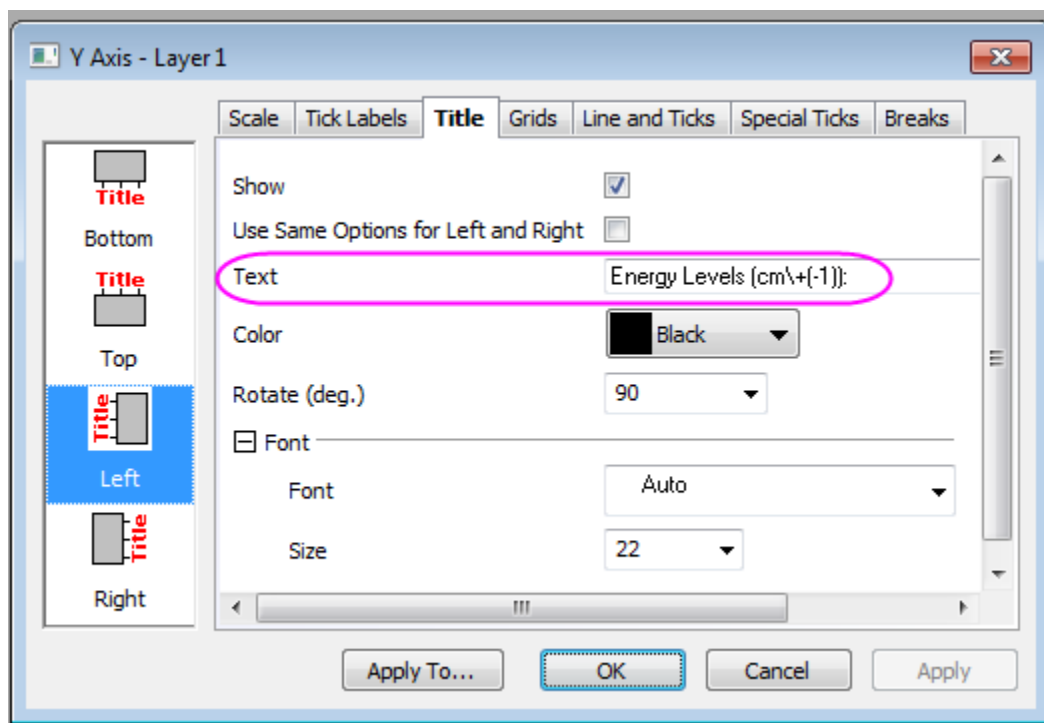 Y Axis - Layer 1
Scale Tick Labels Title Grids Line and Ticks Special Ticks Breaks
Title
Bottom
Title
Top
Title
Left
Title
Right
Show
Use Same Options for Left and Right
Text Energy Levels (cm\+(-1)):
Color Black
Rotate (deg.) 90
Font
Font Auto
Size 22
Apply To... OK Cancel Apply